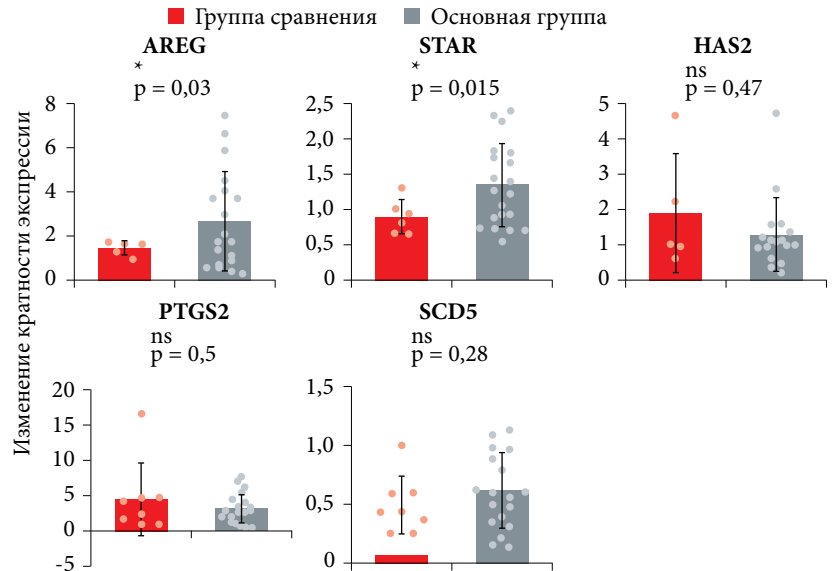 Группа сравнения Основная группа
AREG
*
p = 0,03
8
6
4
2
0
STAR
*
p = 0,015
2,5
2,0
1,5
1,0
0,5
0
HAS2
ns
p = 0,47
5
4
3
2
1
0
Изменение кратности экспрессии
PTGS2
ns
p = 0,5
20
15
10
5
0
-5
SCD5
ns
p = 0,28
1,5
1,0
0,5
0